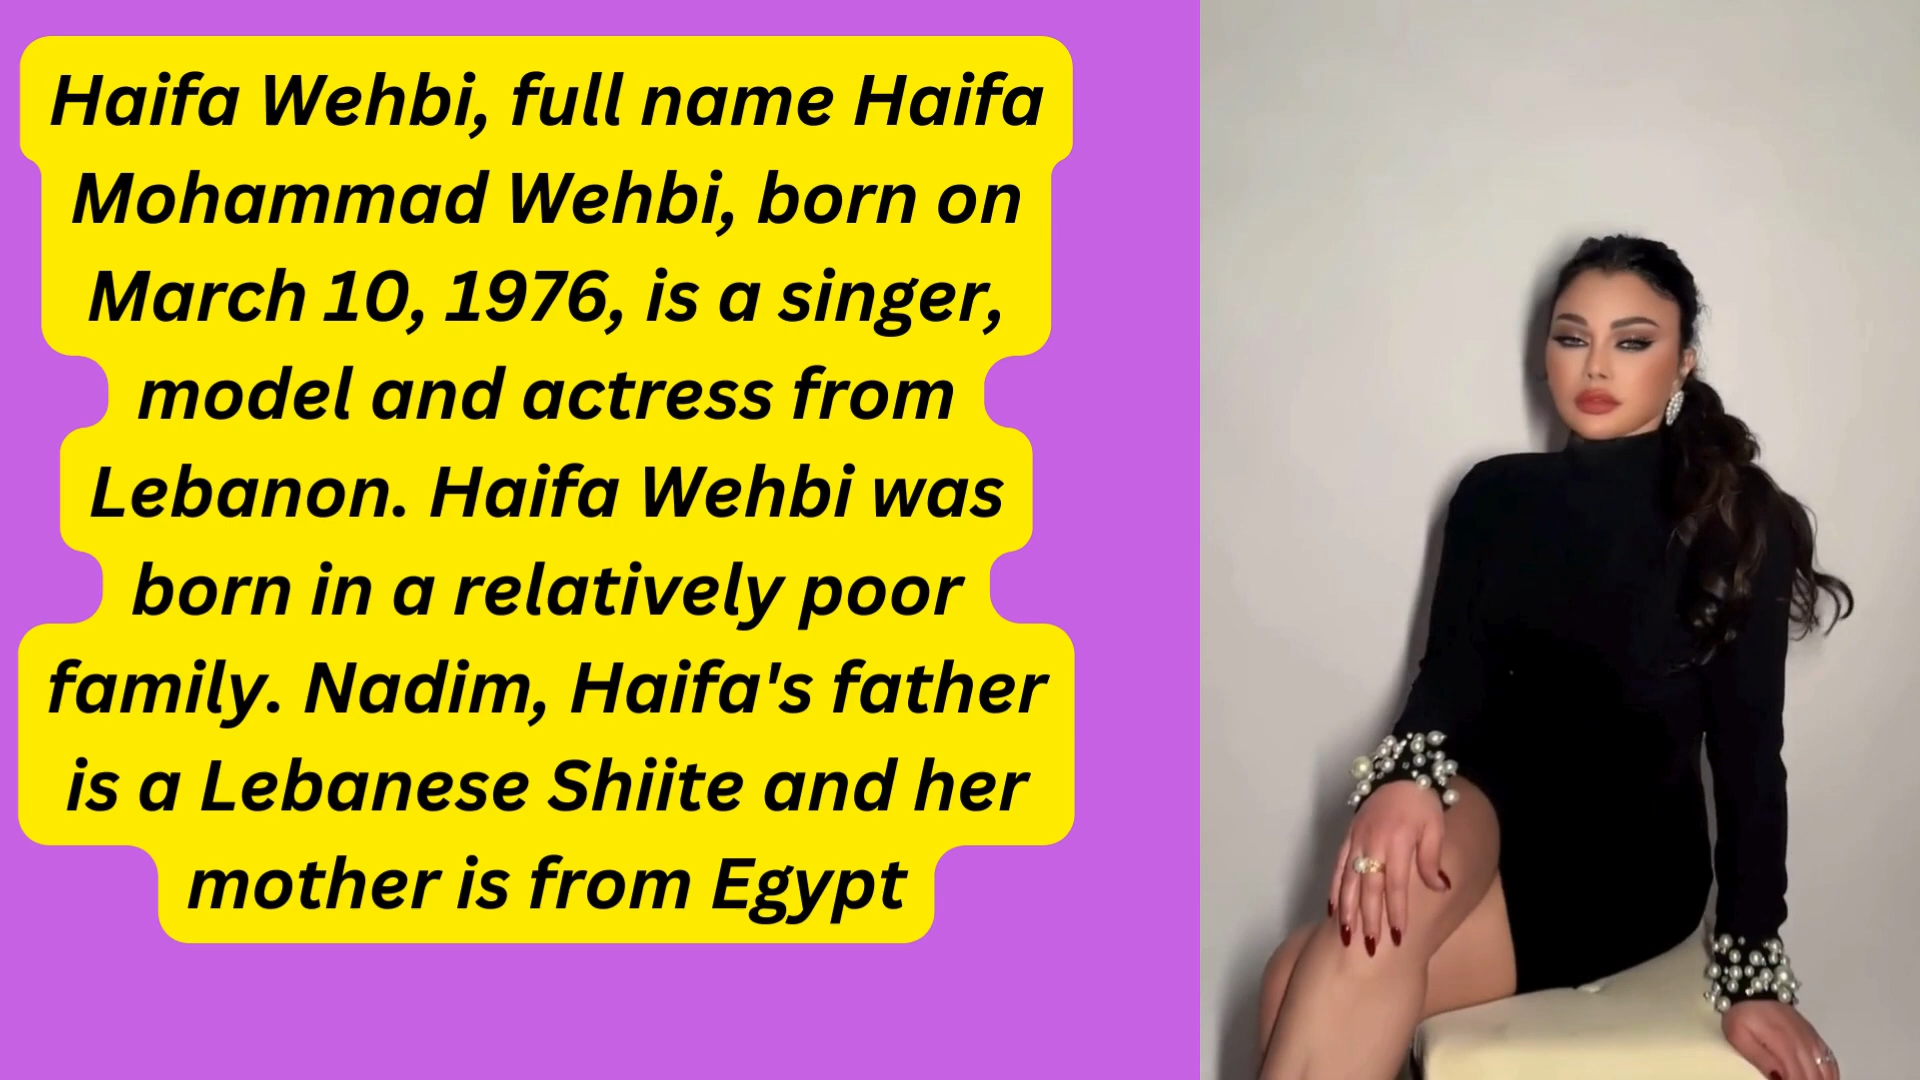 Haifa Wehbi, full name Haifa
Mohammad Wehbi, born on
March 10, 1976, is a singer,
model and actress from
Lebanon. Haifa Wehbi was
born in a relatively poor
family. Nadim, Haifa's father
is a Lebanese Shiite and her
mother is from Egypt